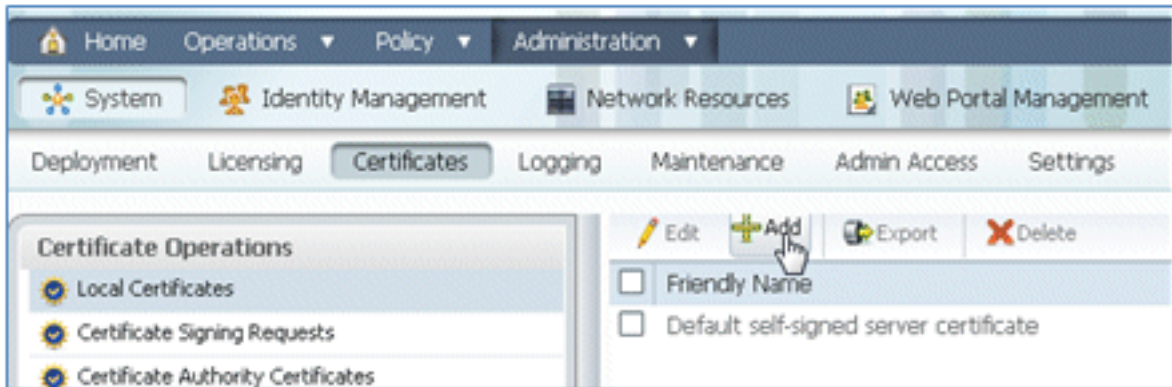 Home Operations Policy Administration
System Identity Management Network Resources Web Portal Management
Deployment Licensing Certificates Logging Maintenance Admin Access Settings
Certificate Operations
Local Certificates
Certificate Signing Requests
Certificate Authority Certificates
Edit Add Export Delete
Friendly Name
Default self-signed server certificate